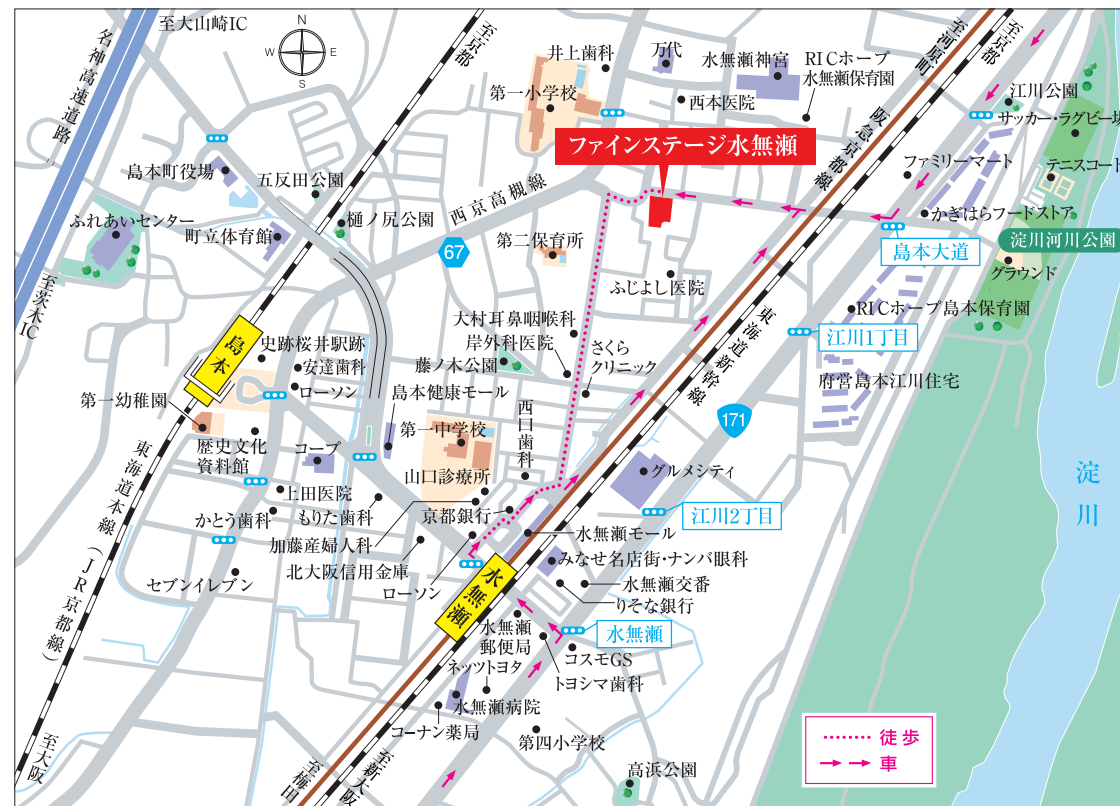 至大山崎IC
名神高速道路
N
W
E
S
至京都
井上歯科
万代
水無瀬神宮
RICホープ
水無瀬保育園
至河原町
至京都
第一小学校
西本医院
阪急京都線
江川公園
サッカー・ラグビー場
ファインステージ水無瀬
ファミリーマート
テニスコート
島本町役場
五反田公園
西京高槻線
かぎはらフードストア
ふれあいセンター
樋ノ尻公園
町立体育館
67
第二保育所
島本大道
淀川河川公園
グラウンド
至茨木IC
ふじよし医院
東海道新幹線
RICホープ島本保育園
大村耳鼻咽喉科
岸外科医院
さくら
クリニック
江川1丁目
島本
史跡桜井駅跡
安達歯科
ローソン
藤ノ木公園
府営島本江川住宅
島本健康モール
第一幼稚園
西口歯科
171
第一中学校
歴史文化
資料館
コープ
グルメシティ
淀川
東海道本線(JR京都線)
山口診療所
上田医院
もりた歯科
京都銀行
江川2丁目
かとう歯科
加藤産婦人科
水無瀬モール
北大阪信用金庫
みなせ名店街・ナンバ眼科
セブンイレブン
ローソン
水無瀬
水無瀬交番
りそな銀行
水無瀬
郵便局
水無瀬
コスモGS
ネッツトヨタ
トヨシマ歯科
水無瀬病院
コーナン薬局
第四小学校
至大阪
至梅田
至新大阪
高浜公園
徒歩
車